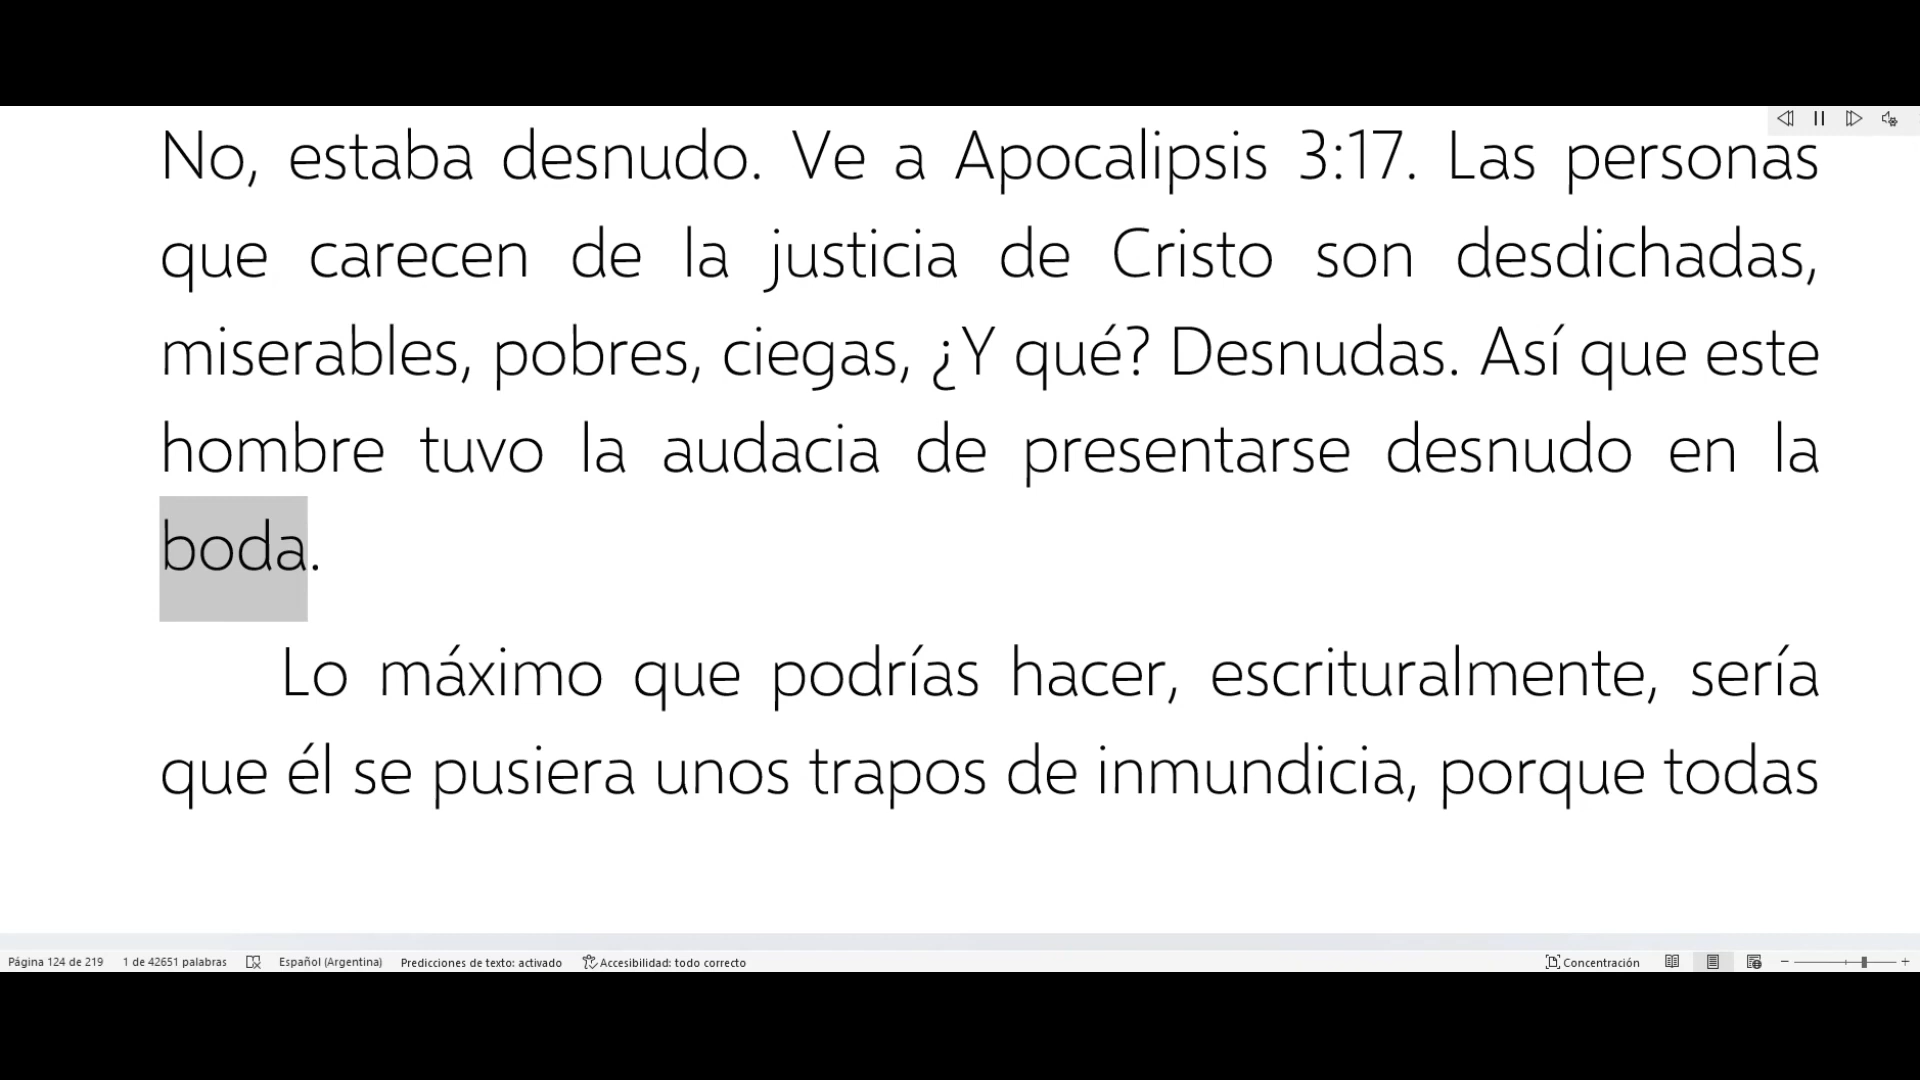 No, estaba desnudo. Ve a Apocalipsis 3:17. Las personas
que carecen de la justicia de Cristo son desdichadas,
miserables, pobres, ciegas, ¿Y qué? Desnudas. Así que este
hombre tuvo la audacia de presentarse desnudo en la
boda.
Lo máximo que podrías hacer, escrituralmente, sería
que él se pusiera unos trapos de inmundicia, porque todas
Página 124 de 219 1 de 42651 palabras Español (Argentina) Predicciones de texto: activado Accesibilidad: todo correcto Concentración